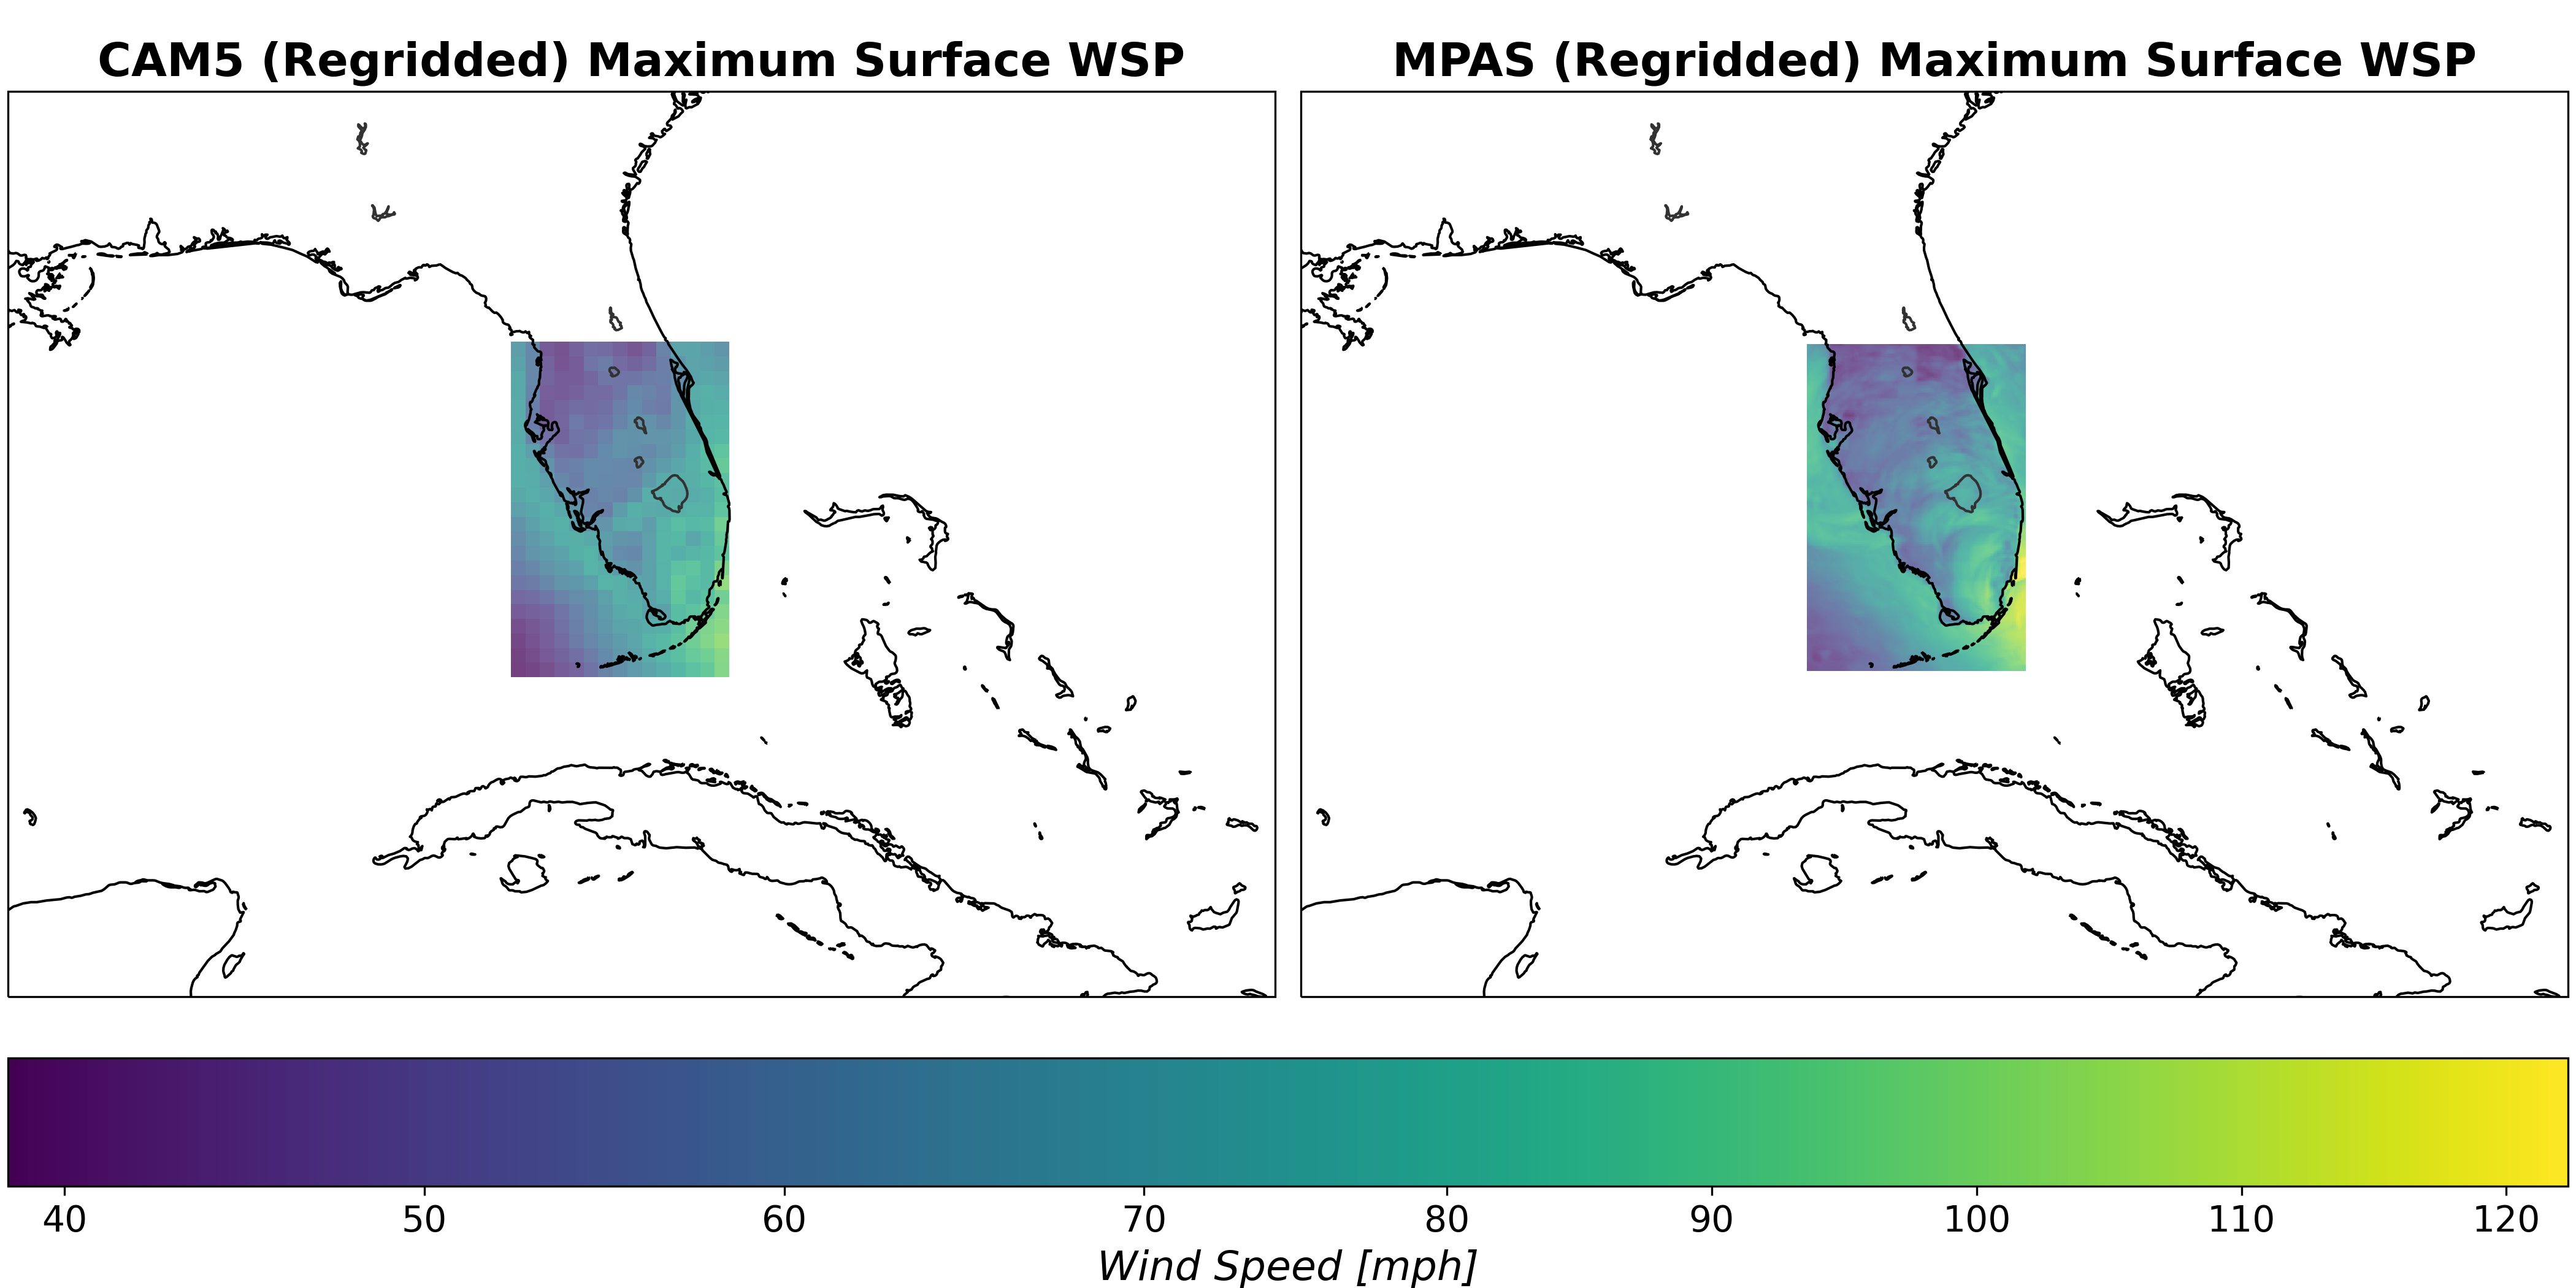 CAM5 (Regridded) Maximum Surface WSP
MPAS (Regridded) Maximum Surface WSP
40 50 60 70 80 90 100 110 120
Wind Speed [mph]